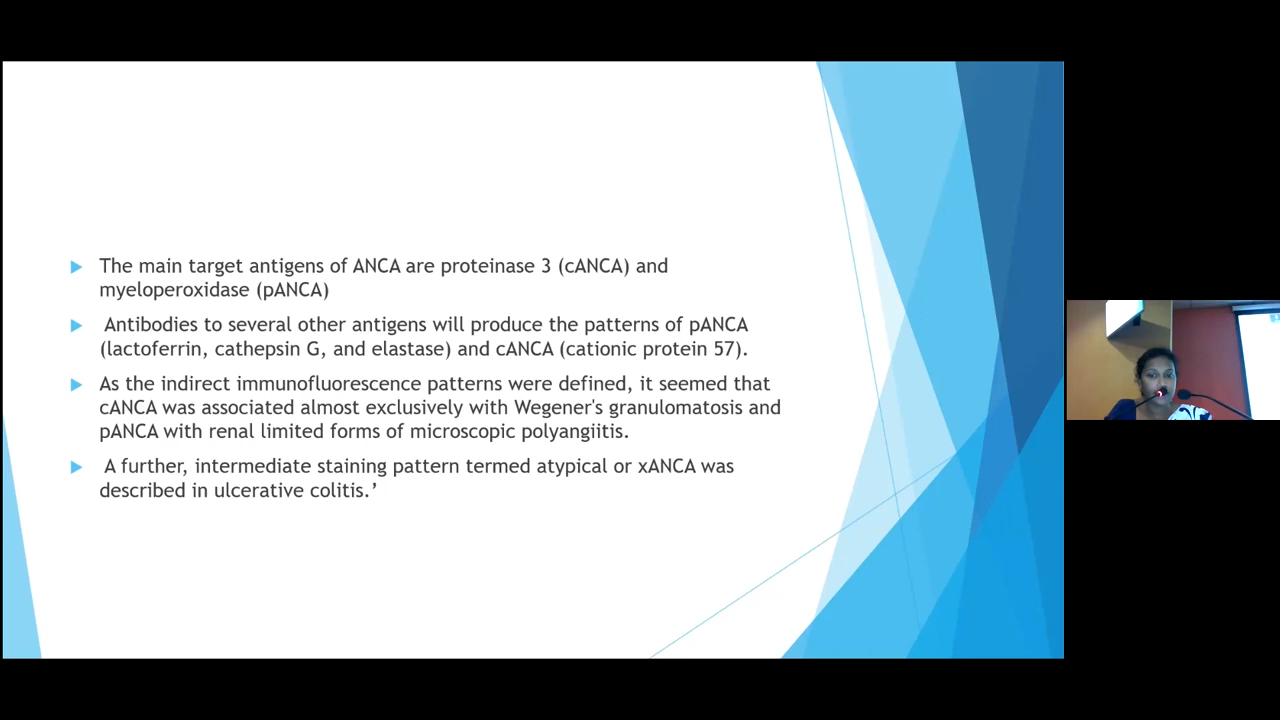 The main target antigens of ANCA are proteinase 3 (cANCA) and
myeloperoxidase (pANCA)
Antibodies to several other antigens will produce the patterns of pANCA
(lactoferrin, cathepsin G, and elastase) and cANCA (cationic protein 57).
As the indirect immunofluorescence patterns were defined, it seemed that
cANCA was associated almost exclusively with Wegener's granulomatosis and
pANCA with renal limited forms of microscopic polyangiitis.
A further, intermediate staining pattern termed atypical or xANCA was
described in ulcerative colitis.’